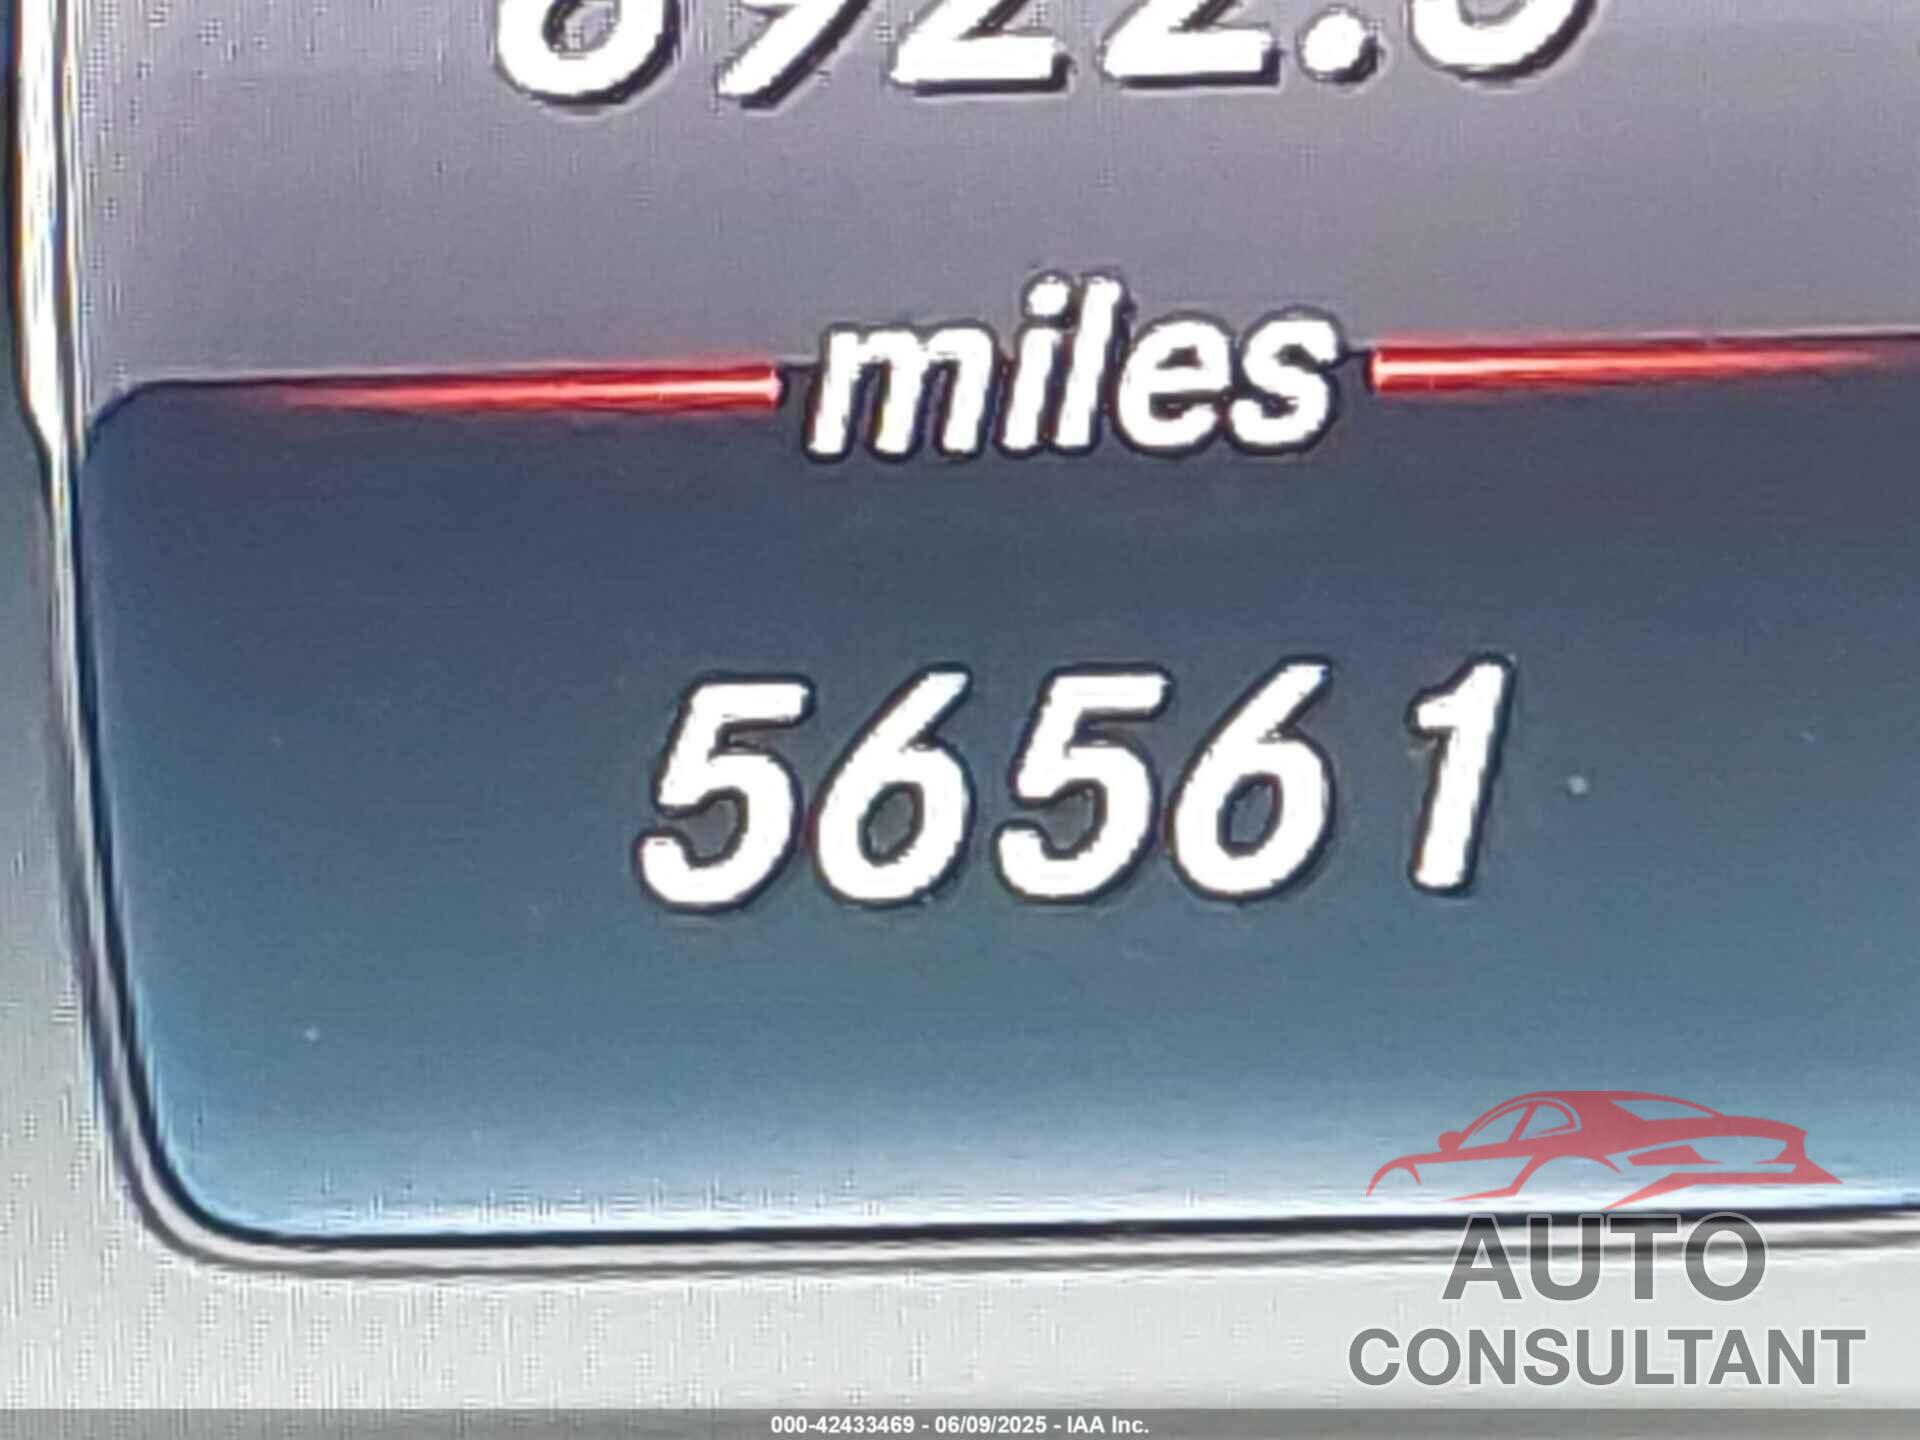 miles
56561
AUTO
CONSULTANT
000-42433469 - 06/09/2025 - IAA Inc.